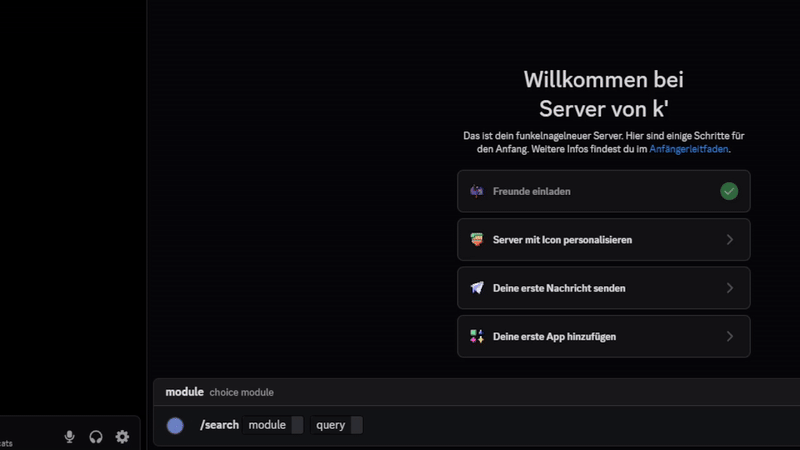 Willkommen bei
Server von k'
Das ist dein funkelnagelneuer Server. Hier sind einige Schritte für
den Anfang. Weitere Infos findest du im Anfängerleitfaden.
Freunde einladen
Server mit Icon personalisieren
Deine erste Nachricht senden
Deine erste App hinzufügen
module choice module
/search module query
cats